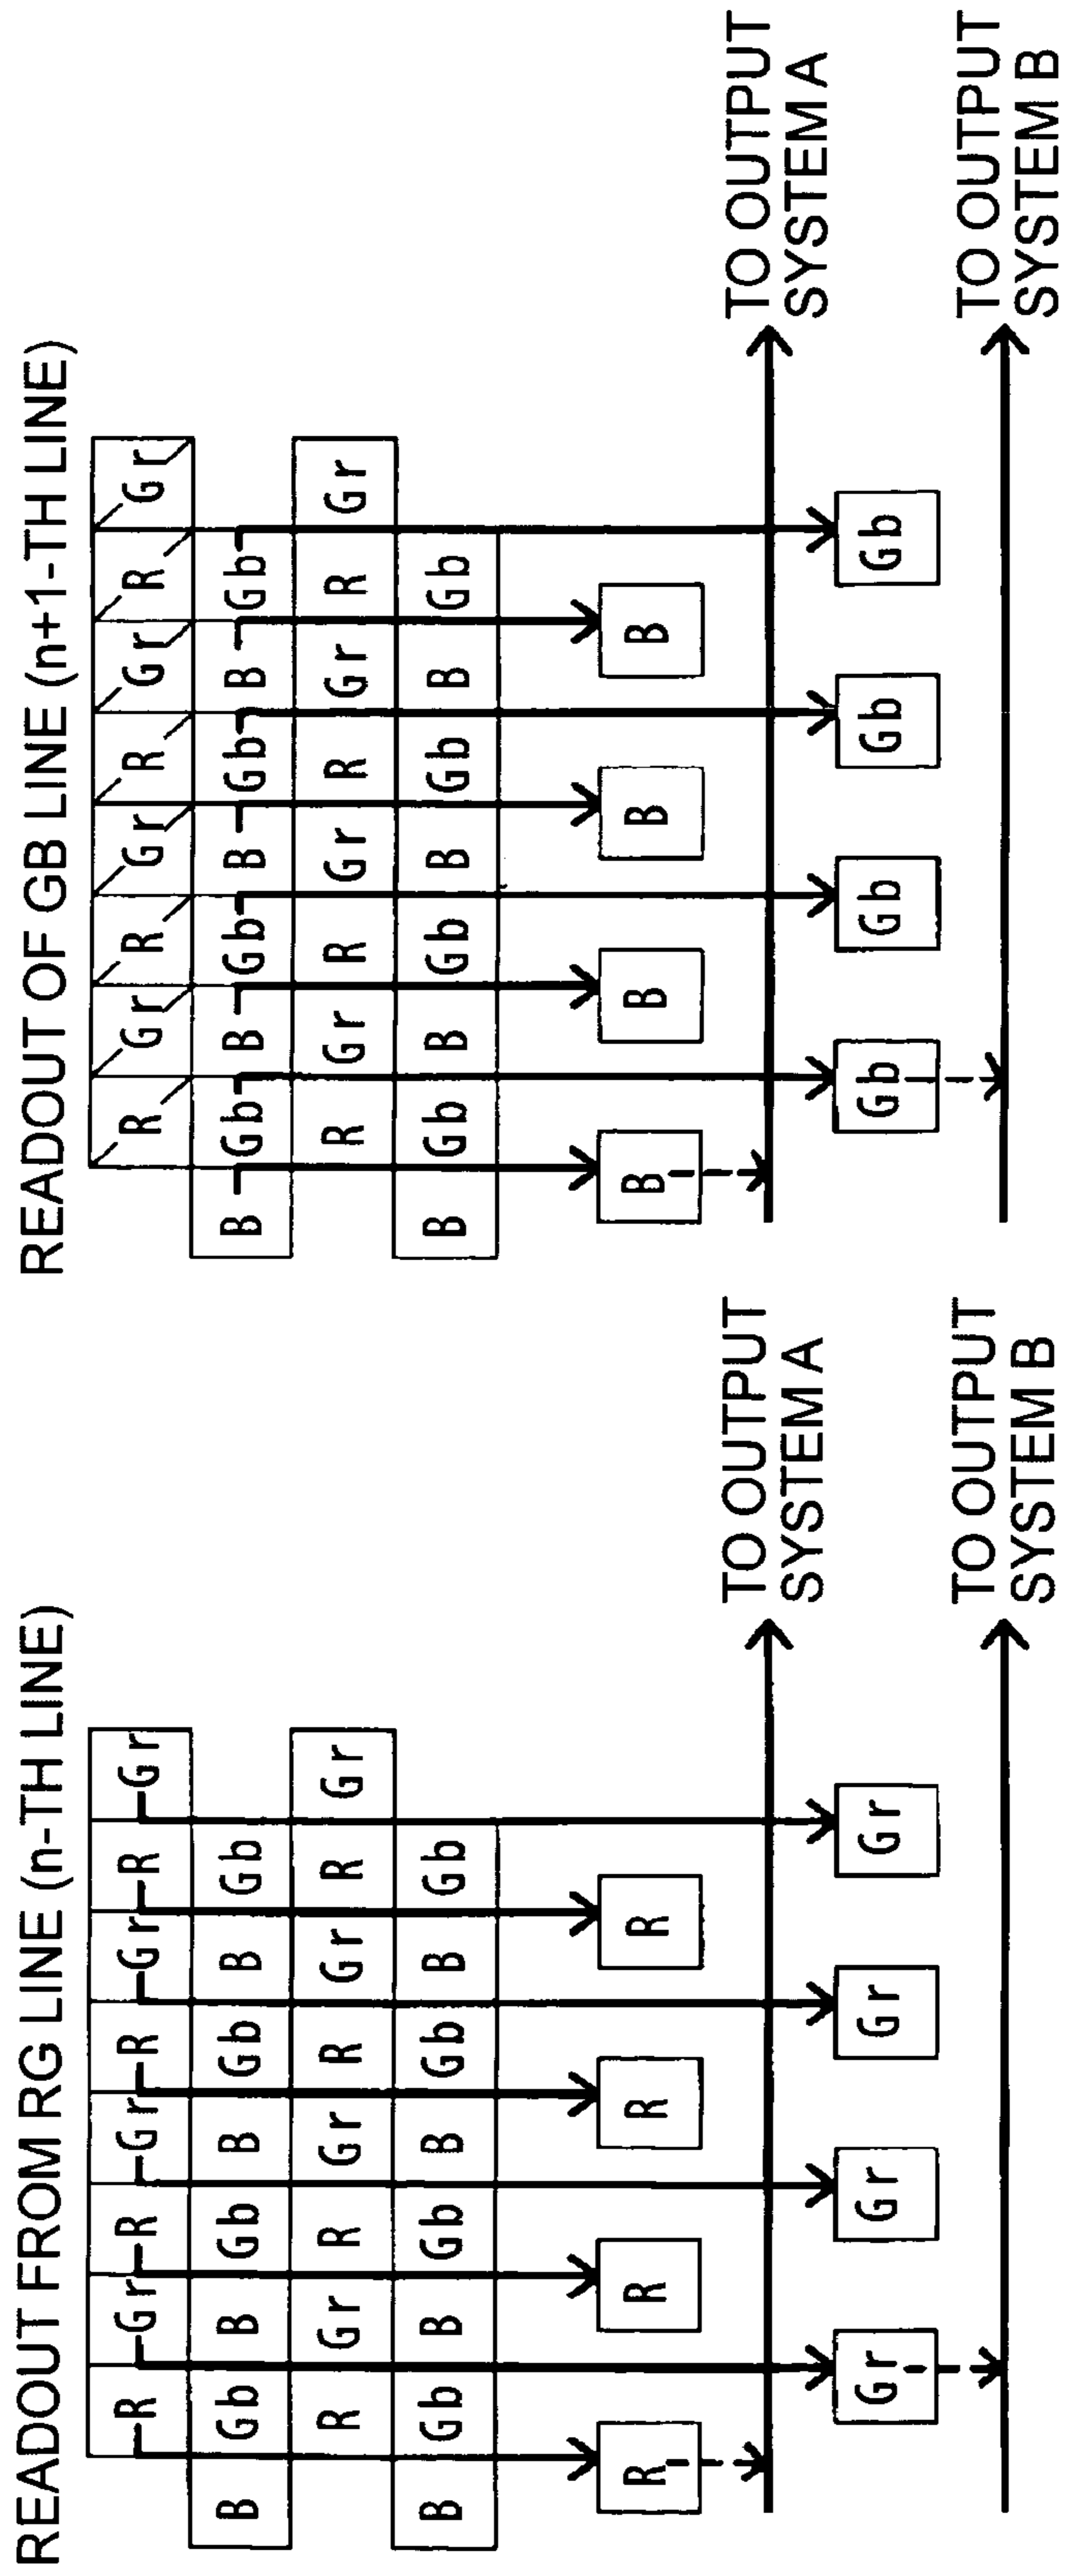 READOUT FROM RG LINE (n-TH LINE)
R Gr R Gr R Gr R Gr
B Gb B Gb B Gb B Gb
R Gr R Gr R Gr R Gr
B Gb B Gb B Gb B Gb
R R R R
TO OUTPUT
SYSTEM A
Gr Gr Gr Gr
TO OUTPUT
SYSTEM B
READOUT OF GB LINE (n+1-TH LINE)
R Gr R Gr R Gr R Gr
B Gb B Gb B Gb B Gb
R Gr R Gr R Gr R Gr
B Gb B Gb B Gb B Gb
B B B B
TO OUTPUT
SYSTEM A
Gb Gb Gb Gb
TO OUTPUT
SYSTEM B